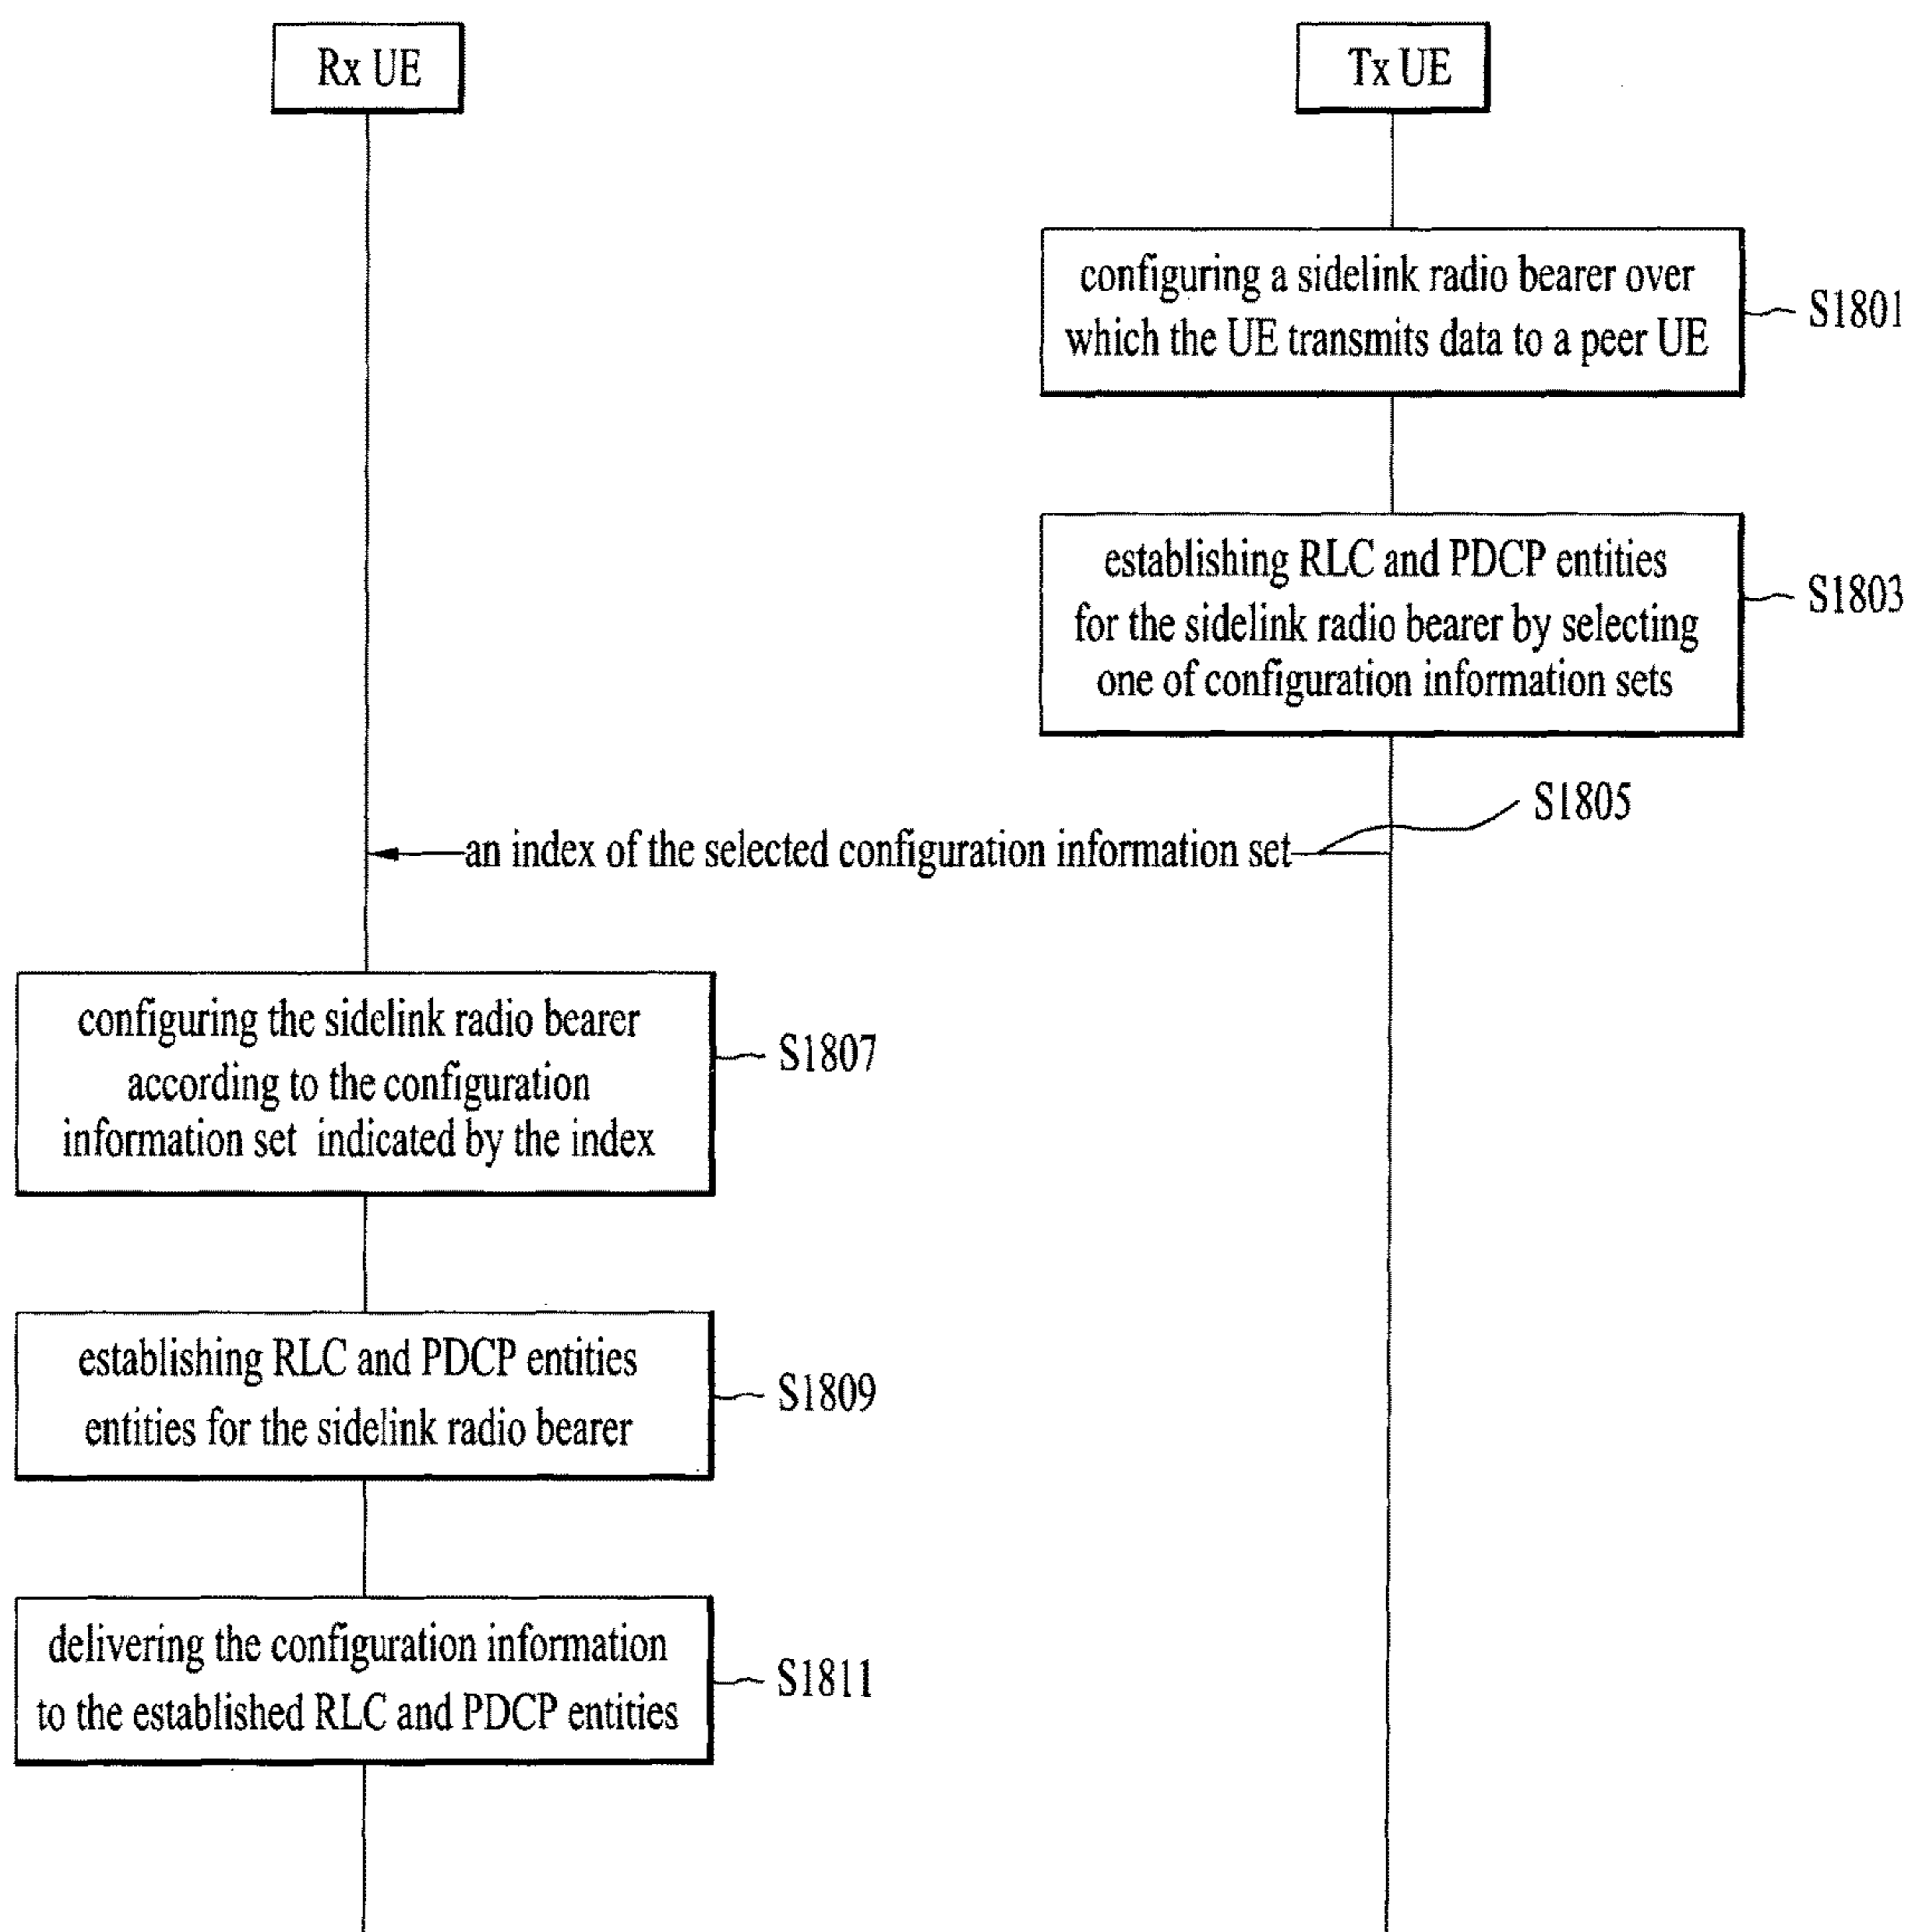 Rx UE
Tx UE
configuring a sidelink radio bearer over
which the UE transmits data to a peer UE
S1801
establishing RLC and PDCP entities
for the sidelink radio bearer by selecting
one of configuration information sets
S1803
S1805
an index of the selected configuration information set
configuring the sidelink radio bearer
according to the configuration
information set indicated by the index
S1807
establishing RLC and PDCP entities
entities for the sidelink radio bearer
S1809
delivering the configuration information
to the established RLC and PDCP entities
S1811